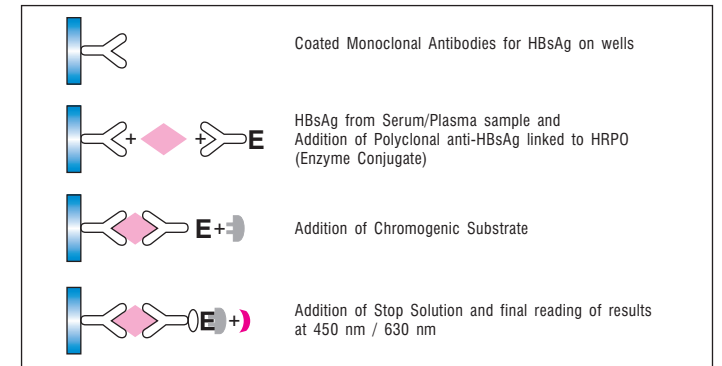 Coated Monoclonal Antibodies for HBsAg on wells
+ + E
HBsAg from Serum/Plasma sample and
Addition of Polyclonal anti-HBsAg linked to HRPO
(Enzyme Conjugate)
E+
Addition of Chromogenic Substrate
E +
Addition of Stop Solution and final reading of results
at 450 nm / 630 nm